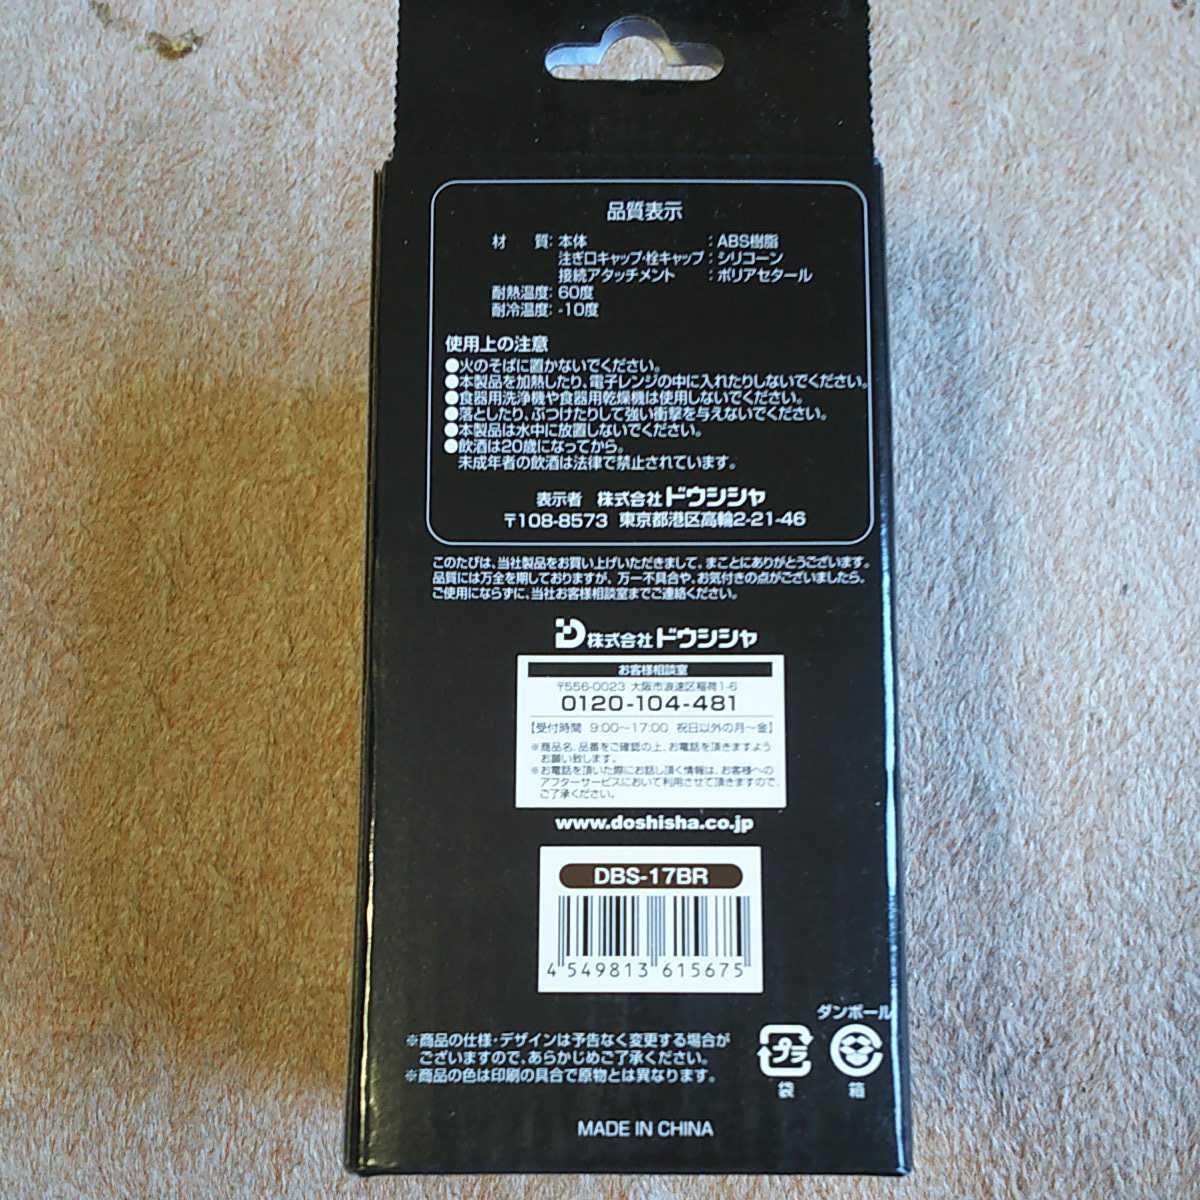 品質表示
材 質: 本体 : ABS樹脂
注ぎ口キャップ・栓キャップ : シリコーン
接続アタッチメント : ポリアセタール
耐熱温度: 60度
耐冷温度: -10度
使用上の注意
●火のそばに置かないでください。
●本製品を加熱したり、電子レンジの中に入れたりしないでください。
●食器用洗浄機や食器用乾燥機は使用しないでください。
●落としたり、ぶつけたりして強い衝撃を与えないでください。
●本製品は水中に放置しないでください。
●飲酒は20歳になってから。
未成年者の飲酒は法律で禁止されています。
表示者 株式会社ドウシシャ
〒108-8573 東京都港区高輪2-21-46
このたびは、当社製品をお買い上げいただきまして、まことにありがとうございます。
品質には万全を期しておりますが、万一不具合や、お気付きの点がございましたら、
ご使用にならずに、当社お客様相談室までご連絡ください。
株式会社ドウシシャ
お客様相談室
〒556-0023 大阪市浪速区稲荷1-6
0120-104-481
【受付時間 9:00〜17:00 祝日以外の月〜金】
※商品名、品番をご確認の上、お電話を頂きますよう
お願い致します。
※お電話を頂いた際にお話し頂く情報は、お客様への
アフターサービスにおいて利用させて頂きますので、
ご了承ください。
www.doshisha.co.jp
DBS-17BR
4 549813 615675
※商品の仕様・デザインは予告なく変更する場合が
ございますので、あらかじめご了承ください。
※商品の色は印刷の具合で原物とは異なります。
プラ
袋
ダンボール
箱
MADE IN CHINA